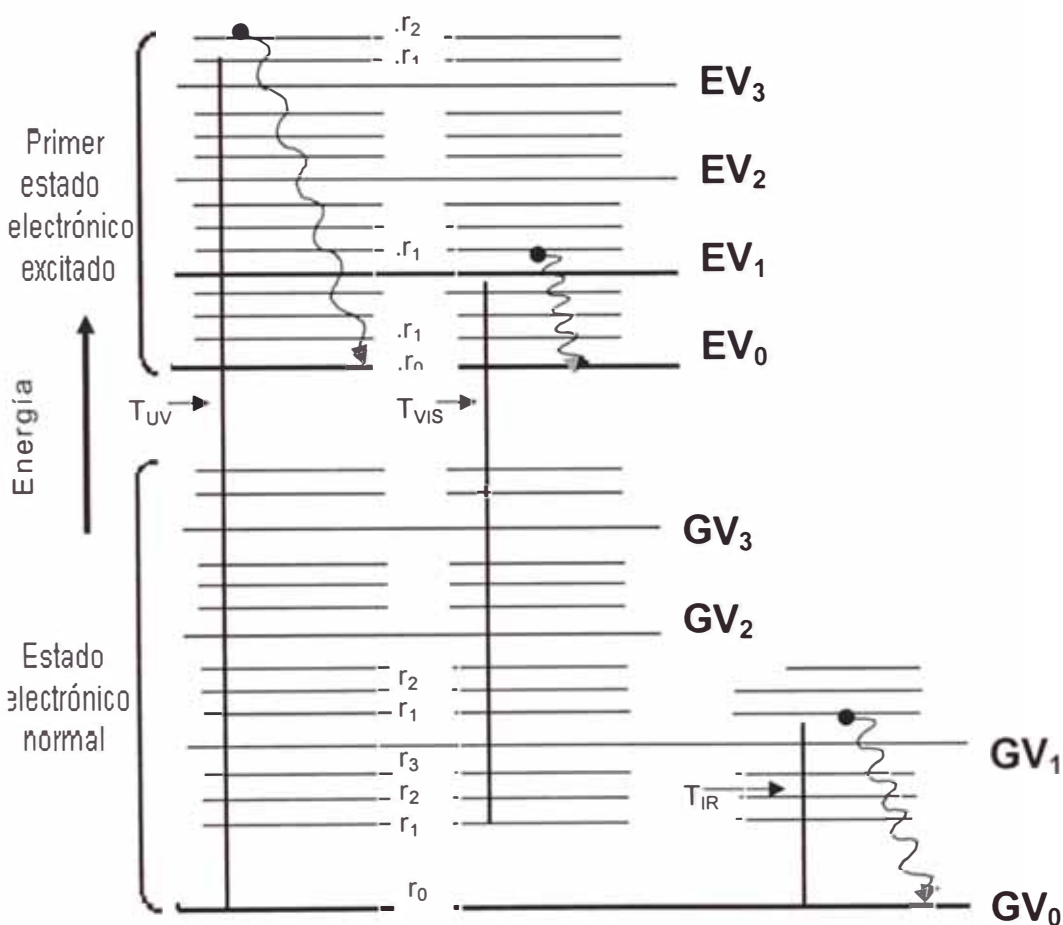 .r2
.r1
EV3
Primer
estado
electrónico
excitado
EV2
.r1
EV1
.r1
EV0
.r0
Energía
TUV
TVIS
GV3
GV2
Estado
electrónico
normal
r2
r1
GV1
r3
TIR
r2
r1
r0
GV0